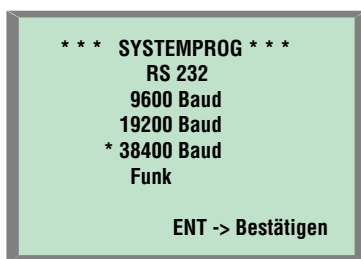 * * * SYSTEMPROG * * *
RS 232
9600 Baud
19200 Baud
* 38400 Baud
Funk
ENT -> Bestätigen